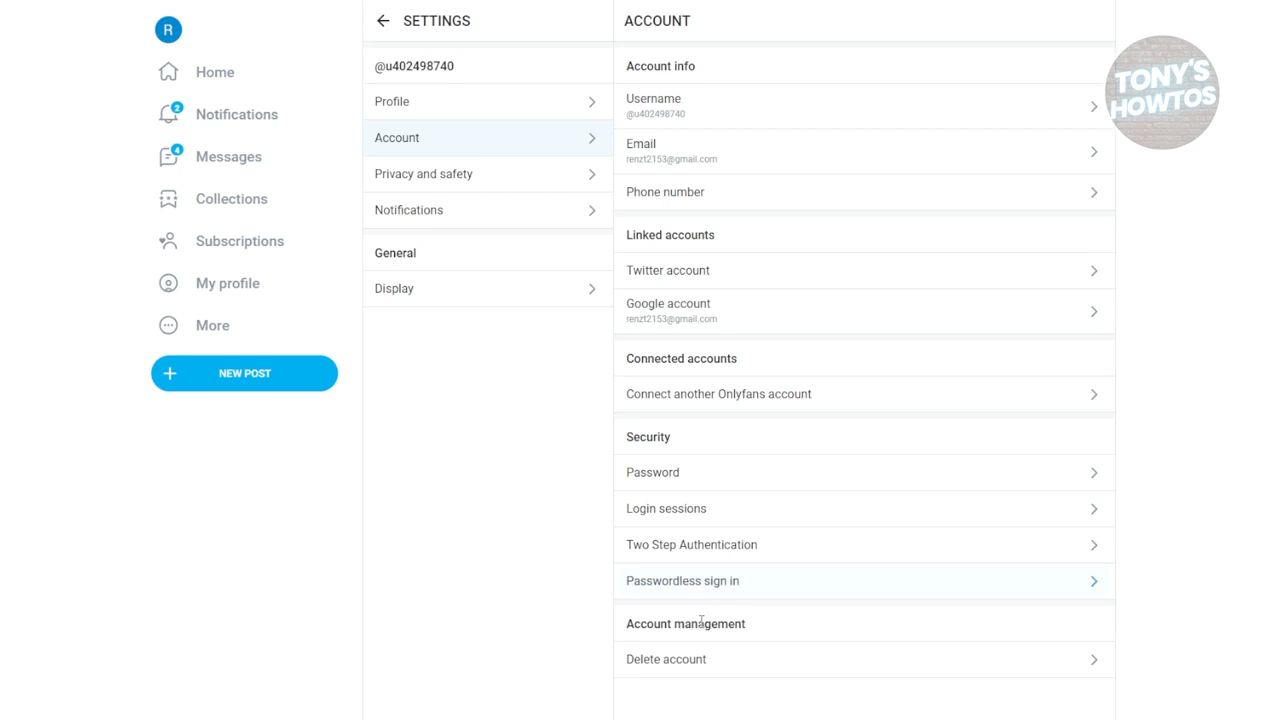 R
Home
2
Notifications
4
Messages
Collections
Subscriptions
My profile
More
+ NEW POST
SETTINGS
@u402498740
Profile
Account
Privacy and safety
Notifications
General
Display
ACCOUNT
Account info
Username
@u402498740
Email
renzt2153@gmail.com
Phone number
Linked accounts
Twitter account
Google account
renzt2153@gmail.com
Connected accounts
Connect another Onlyfans account
Security
Password
Login sessions
Two Step Authentication
Passwordless sign in
Account management
Delete account
TONY'S
HOWTOS